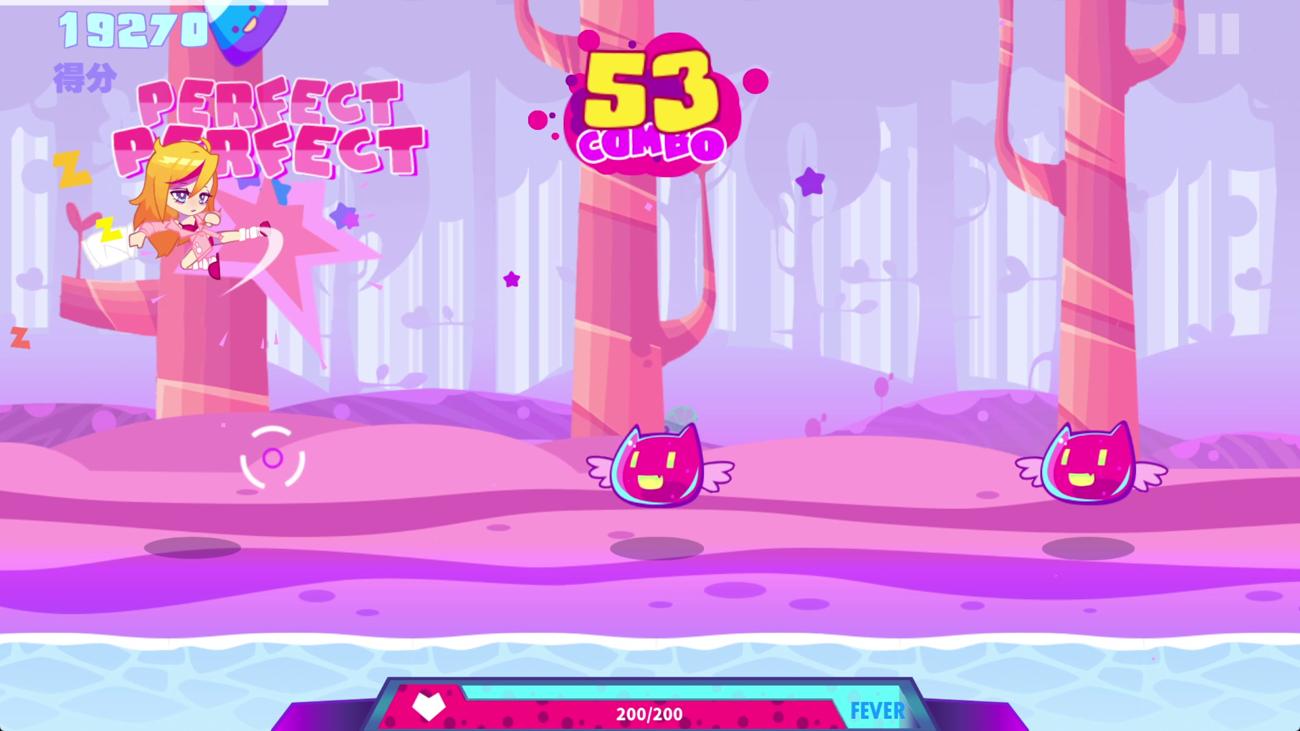 19270
得分
PERFECT
PERFECT
53
COMBO
Z
Z
Z
200/200
FEVER